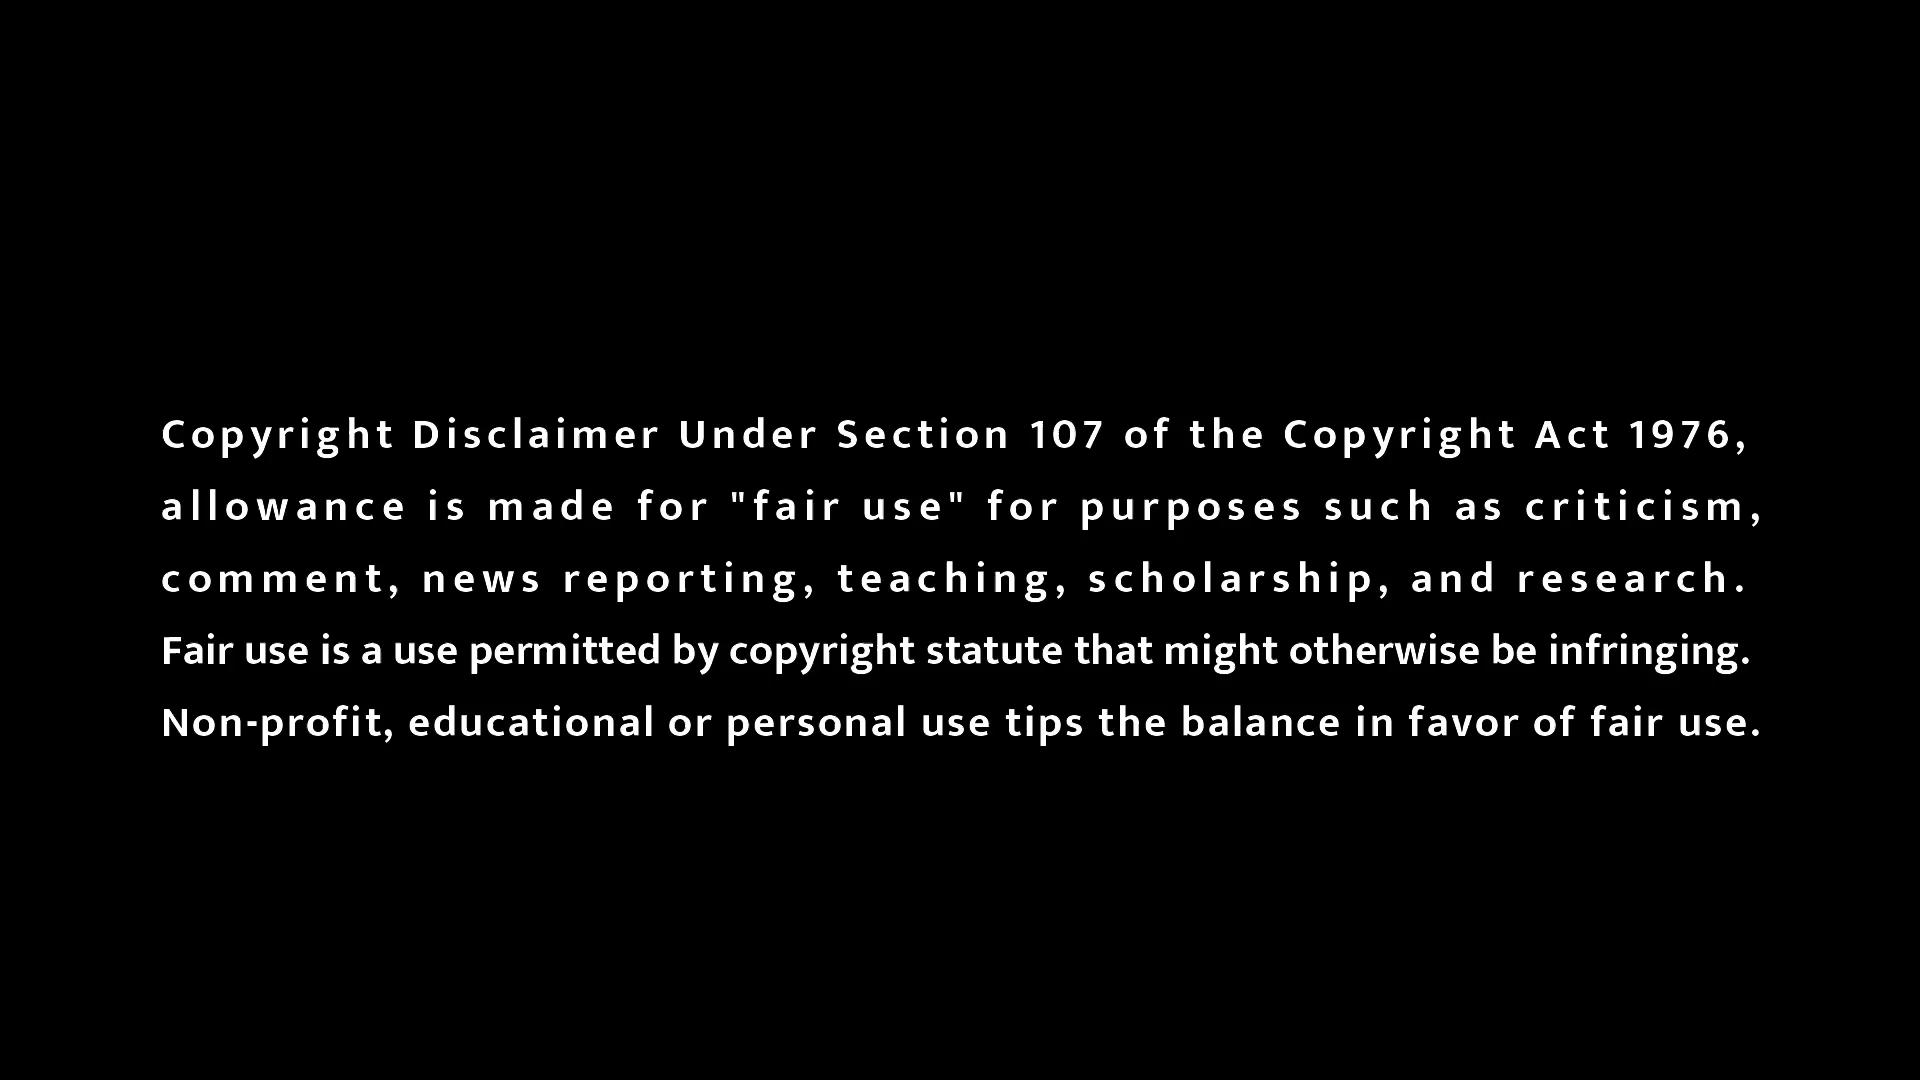 Copyright Disclaimer Under Section 107 of the Copyright Act 1976,
allowance is made for "fair use" for purposes such as criticism,
comment, news reporting, teaching, scholarship, and research.
Fair use is a use permitted by copyright statute that might otherwise be infringing.
Non-profit, educational or personal use tips the balance in favor of fair use.